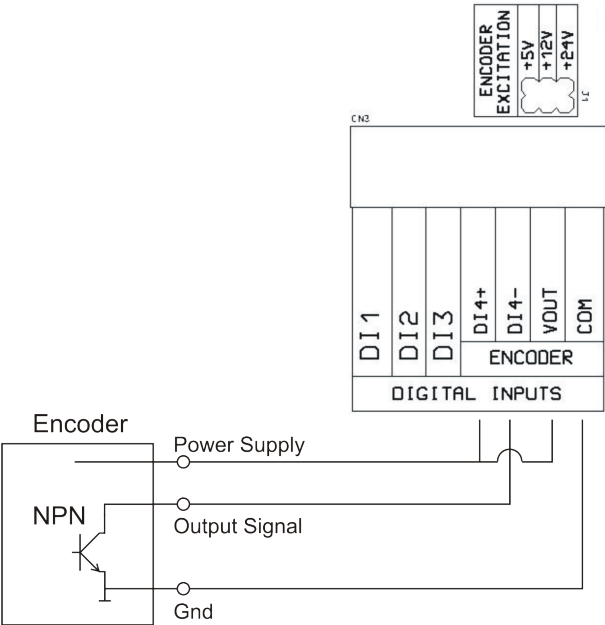 ENCODER
EXCITATION
+5V
+12V
+24V
J1
CN3
DI1
DI2
DI3
DI4+
DI4-
VOUT
COM
ENCODER
DIGITAL INPUTS
Encoder
Power Supply
NPN
Output Signal
Gnd